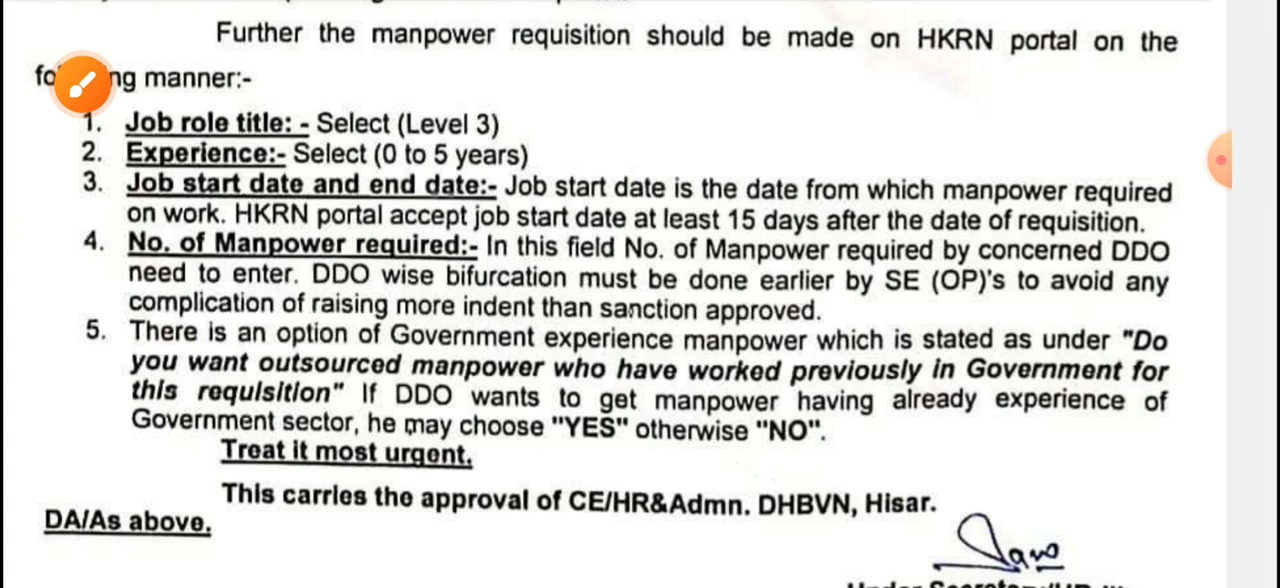 Further the manpower requisition should be made on HKRN portal on the
manner:-
1. Job role title: - Select (Level 3)
2. Experience:- Select (0 to 5 years)
3. Job start date and end date:- Job start date is the date from which manpower required
on work. HKRN portal accept job start date at least 15 days after the date of requisition.
4. No. of Manpower required:- In this field No. of Manpower required by concerned DDO
need to enter. DDO wise bifurcation must be done earlier by SE (OP)'s to avoid any
complication of raising more indent than sanction approved.
5. There is an option of Government experience manpower which is stated as under "Do
you want outsourced manpower who have worked previously in Government for
this requisition" If DDO wants to get manpower having already experience of
Government sector, he may choose "YES" otherwise "NO".
Treat it most urgent.
This carries the approval of CE/HR&Admn. DHBVN, Hisar.
DA/As above.